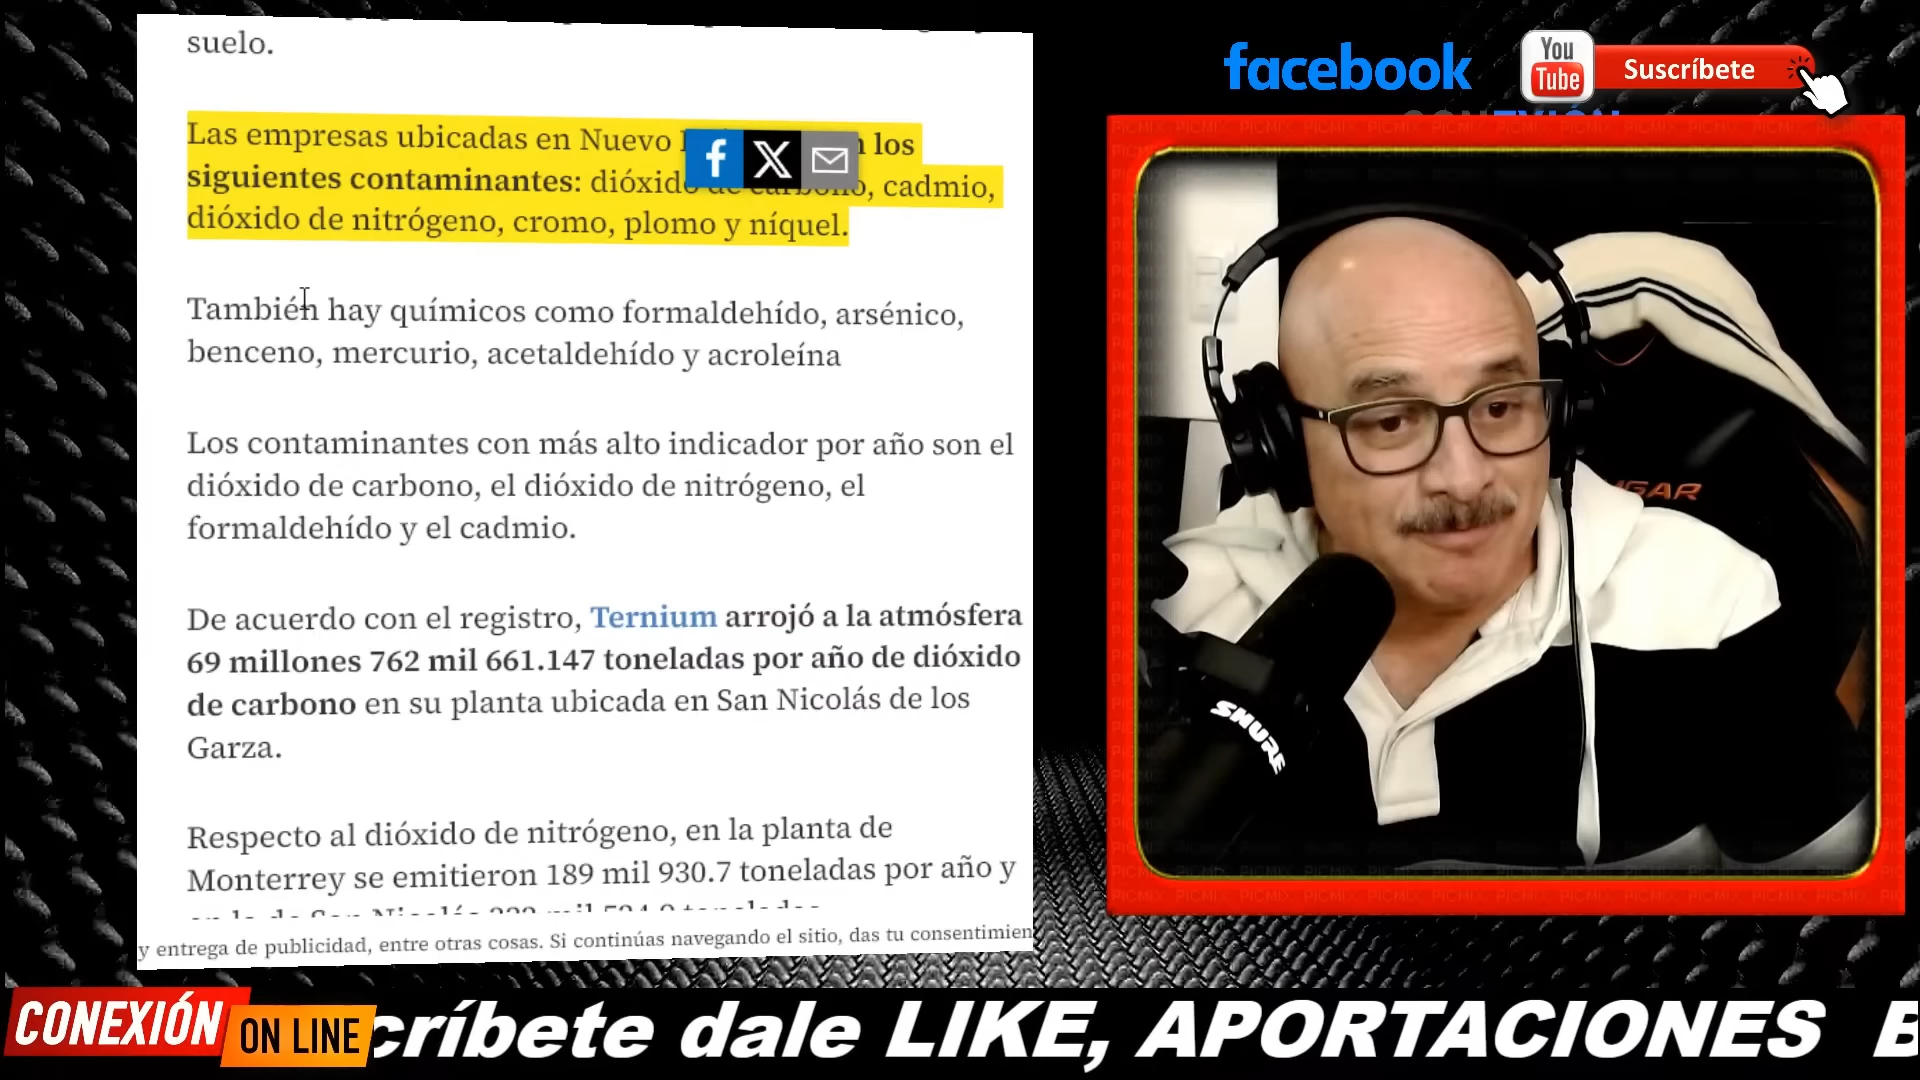 suelo.
Las empresas ubicadas en Nuevo los
siguientes contaminantes: dióxido de carbono, cadmio,
dióxido de nitrógeno, cromo, plomo y níquel.
También hay químicos como formaldehído, arsénico,
benceno, mercurio, acetaldehído y acroleína
Los contaminantes con más alto indicador por año son el
dióxido de carbono, el dióxido de nitrógeno, el
formaldehído y el cadmio.
De acuerdo con el registro, Ternium arrojó a la atmósfera
69 millones 762 mil 661.147 toneladas por año de dióxido
de carbono en su planta ubicada en San Nicolás de los
Garza.
Respecto al dióxido de nitrógeno, en la planta de
Monterrey se emitieron 189 mil 930.7 toneladas por año y
y entrega de publicidad, entre otras cosas. Si continúas navegando el sitio, das tu consentimien
facebook
You
Tube
Suscríbete
CONEXIÓN
GAR
SHURE
CONEXIÓN
ON LINE
críbete dale LIKE, APORTACIONES B